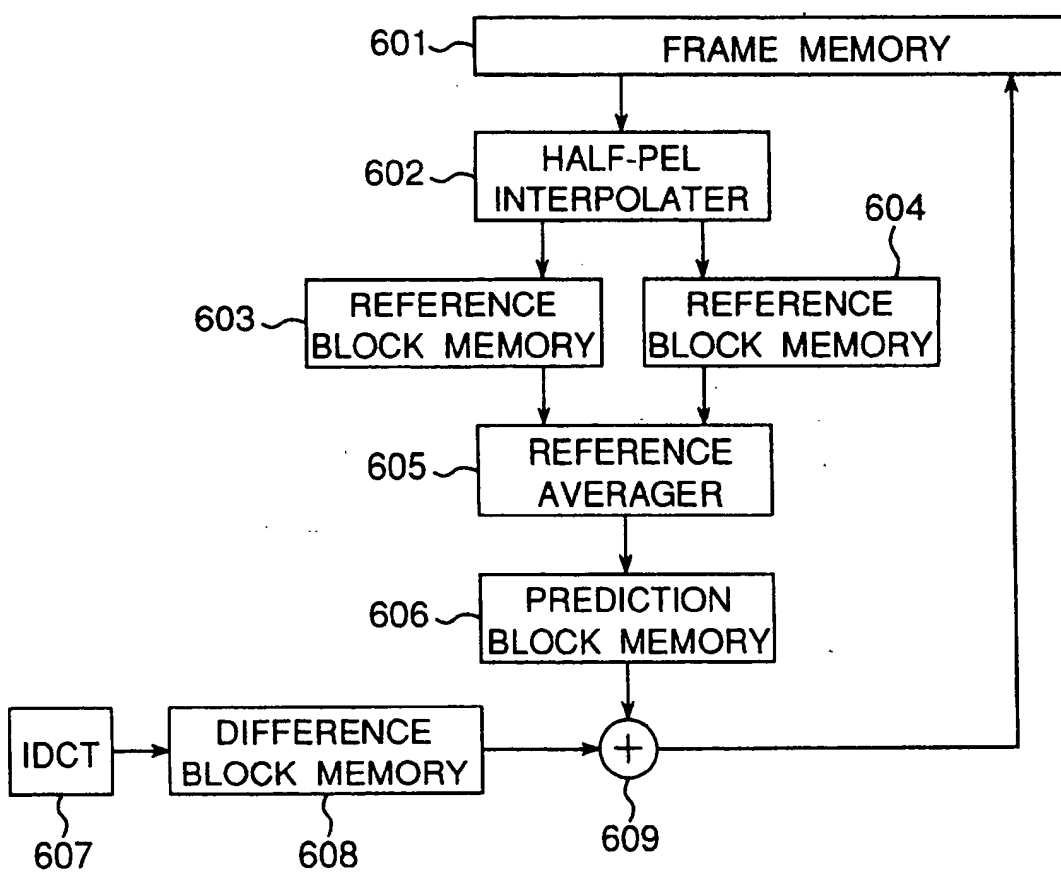 601
FRAME MEMORY
602
HALF-PEL
INTERPOLATER
604
603
REFERENCE
BLOCK MEMORY
REFERENCE
BLOCK MEMORY
605
REFERENCE
AVERAGER
606
PREDICTION
BLOCK MEMORY
IDCT
DIFFERENCE
BLOCK MEMORY
+
607
608
609